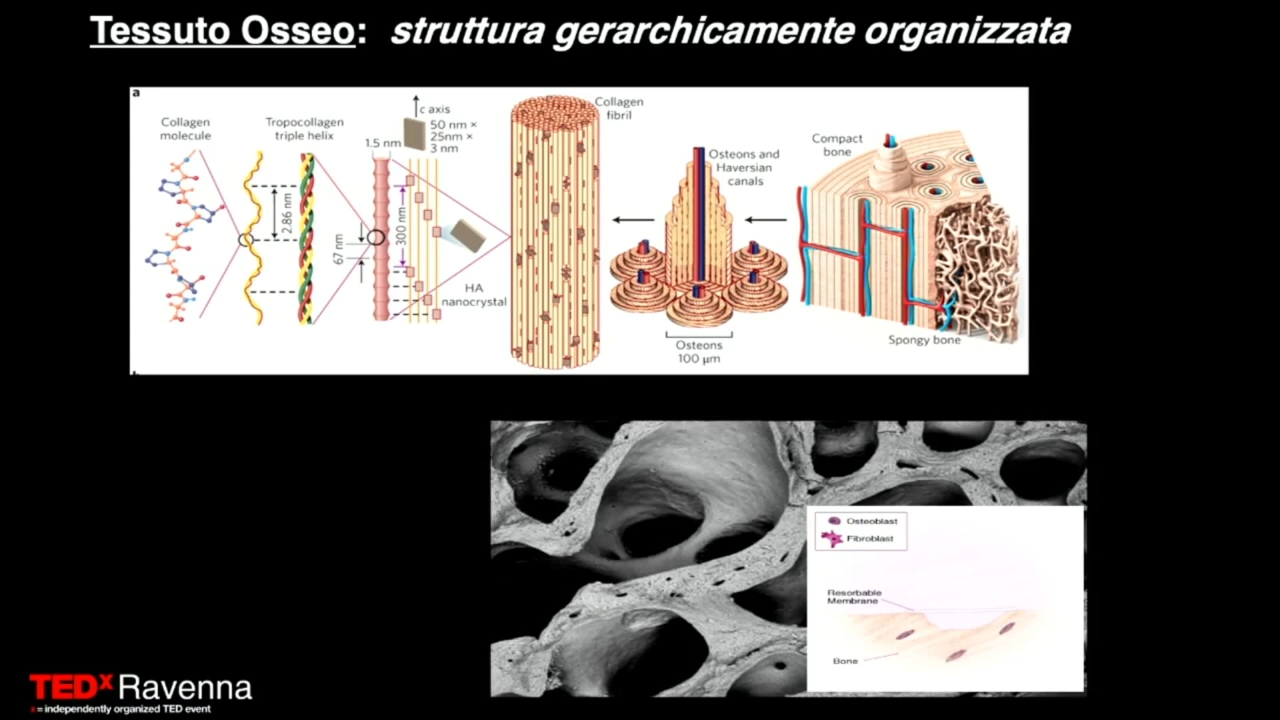 Tessuto Osseo: struttura gerarchicamente organizzata
a
Collagen
molecule
Tropocollagen
triple helix
2.86 nm
1.5 nm
67 nm
c axis
50 nm ×
25nm ×
3 nm
300 nm
HA
nanocrystal
Collagen
fibril
Osteons and
Haversian
canals
Osteons
100 μm
Compact
bone
Spongy bone
Osteoblast
Fibroblast
Resorbable
Membrane
Bone
TEDx Ravenna
x = independently organized TED event